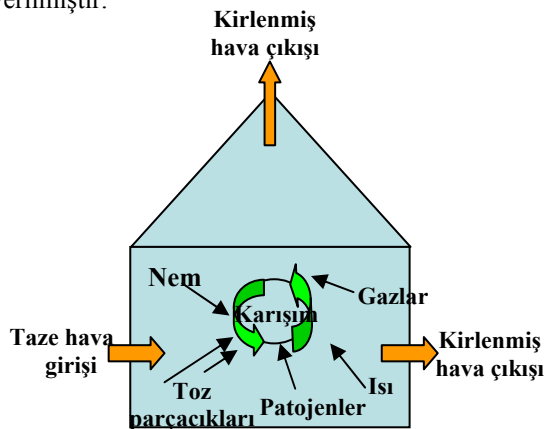 Kirlenmiş
hava çıkışı
Nem
Gazlar
Karışım
Taze hava
girişi
Kirlenmiş
hava çıkışı
Isı
Toz
parçacıkları
Patojenler